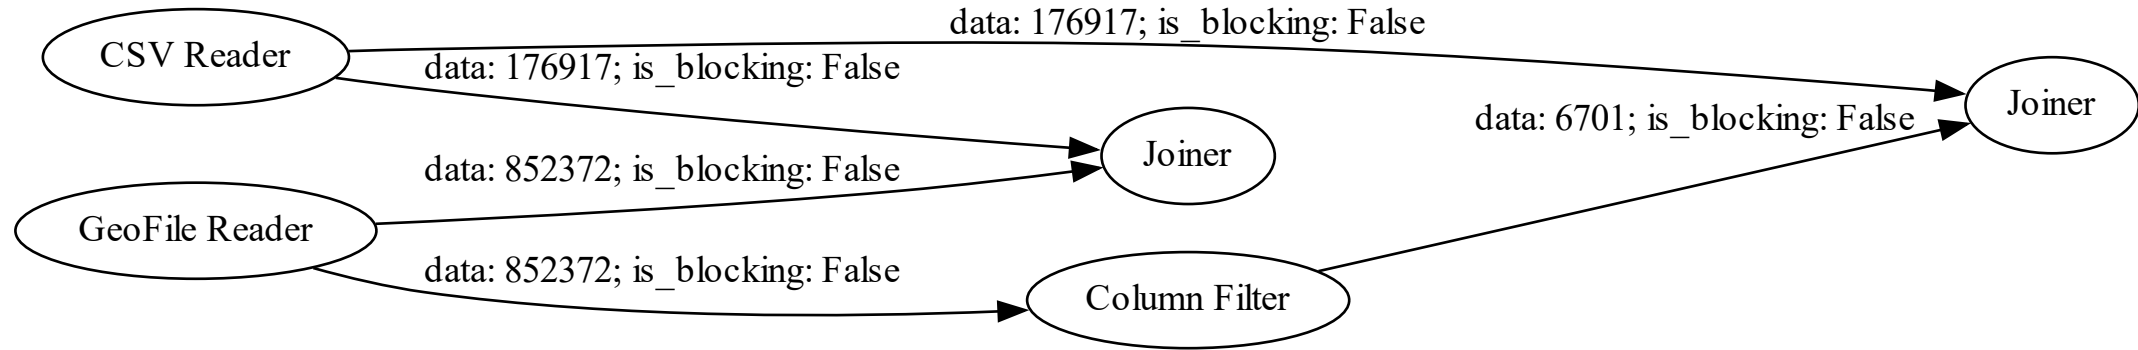 data: 176917; is_blocking: False
CSV Reader
data: 176917; is_blocking: False
Joiner
data: 6701; is_blocking: False
Joiner
data: 852372; is_blocking: False
GeoFile Reader
data: 852372; is_blocking: False
Column Filter